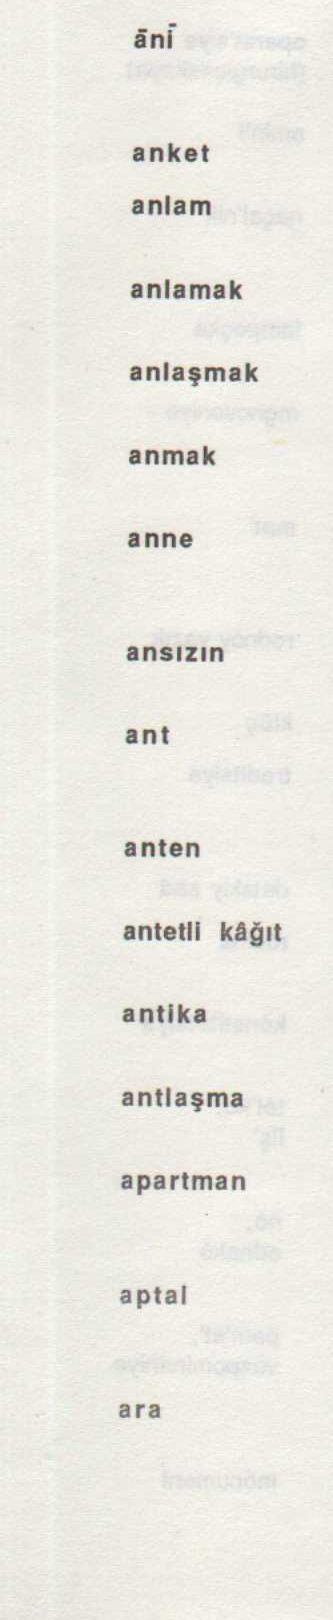 ānī
anket
anlam
anlamak
anlaşmak
anmak
anne
ansızın
ant
anten
antetli kâğıt
antika
antlaşma
apartman
aptal
ara